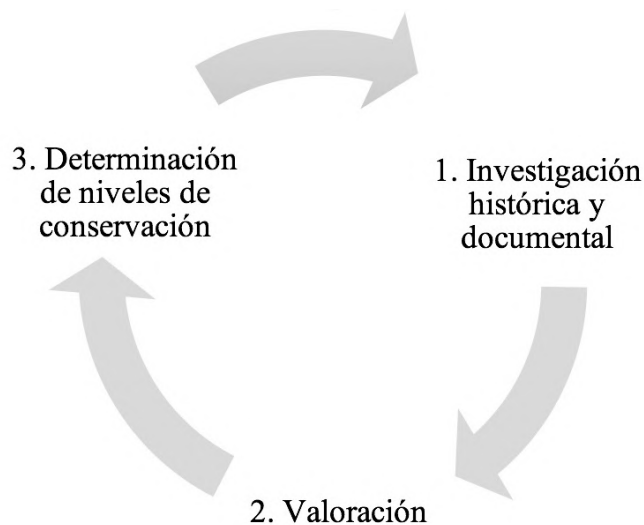 1. Investigación
histórica y
documental
2. Valoración
3. Determinación
de niveles de
conservación